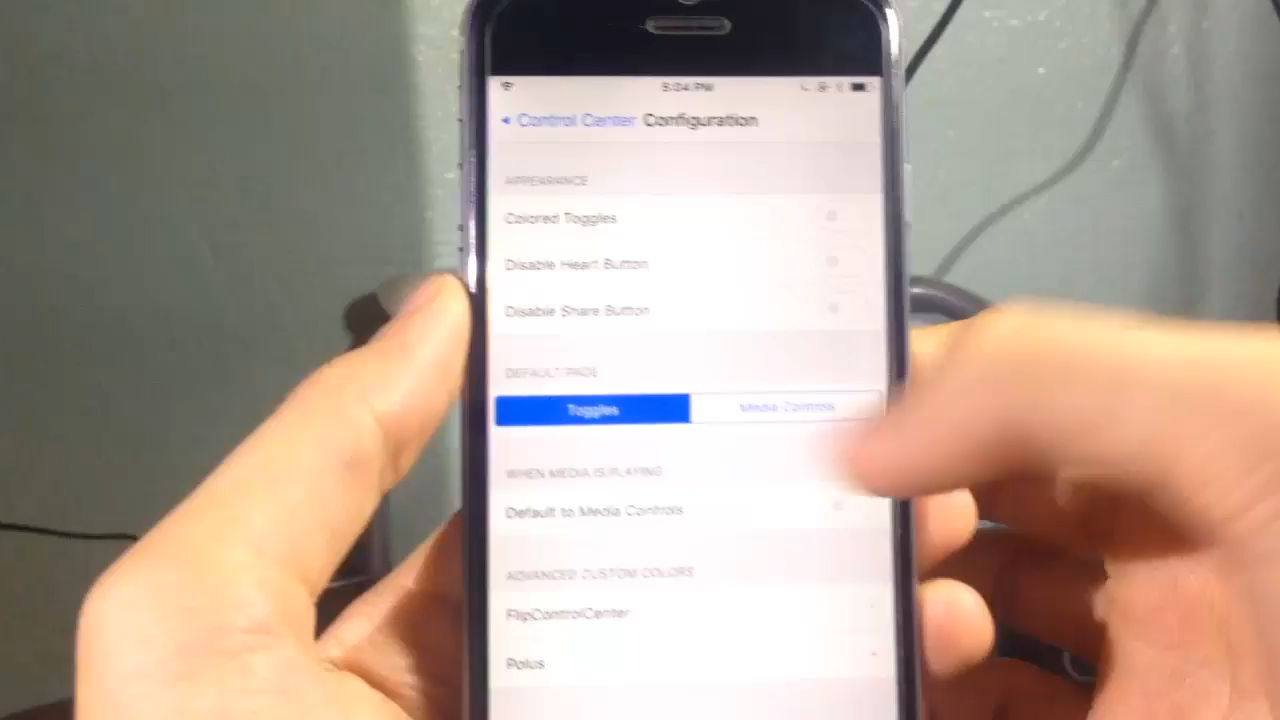 5:04 PM
Control Center Configuration
APPEARANCE
Colored Toggles
Disable Heart Button
Disable Share Button
DEFAULT PAGE
Toggles Media Controls
WHEN MEDIA IS PLAYING
Default to Media Controls
ADVANCED CUSTOM COLORS
FlipControlCenter
Polus